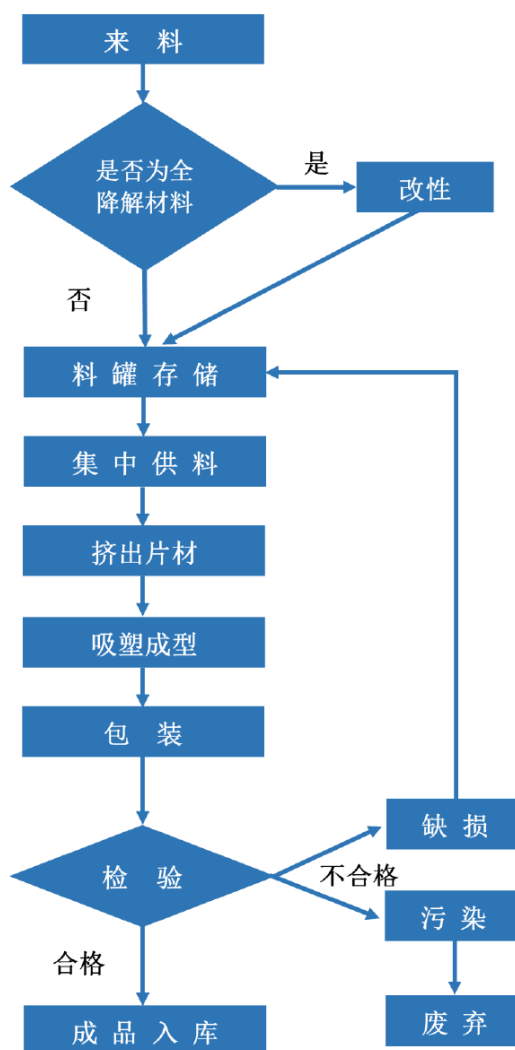 来 料
是否为全
降解材料
是
改性
否
料 罐 存 储
集 中 供 料
挤出片材
吸塑成型
包 装
缺 损
检 验
不合格
污 染
合格
成 品 入 库
废 弃